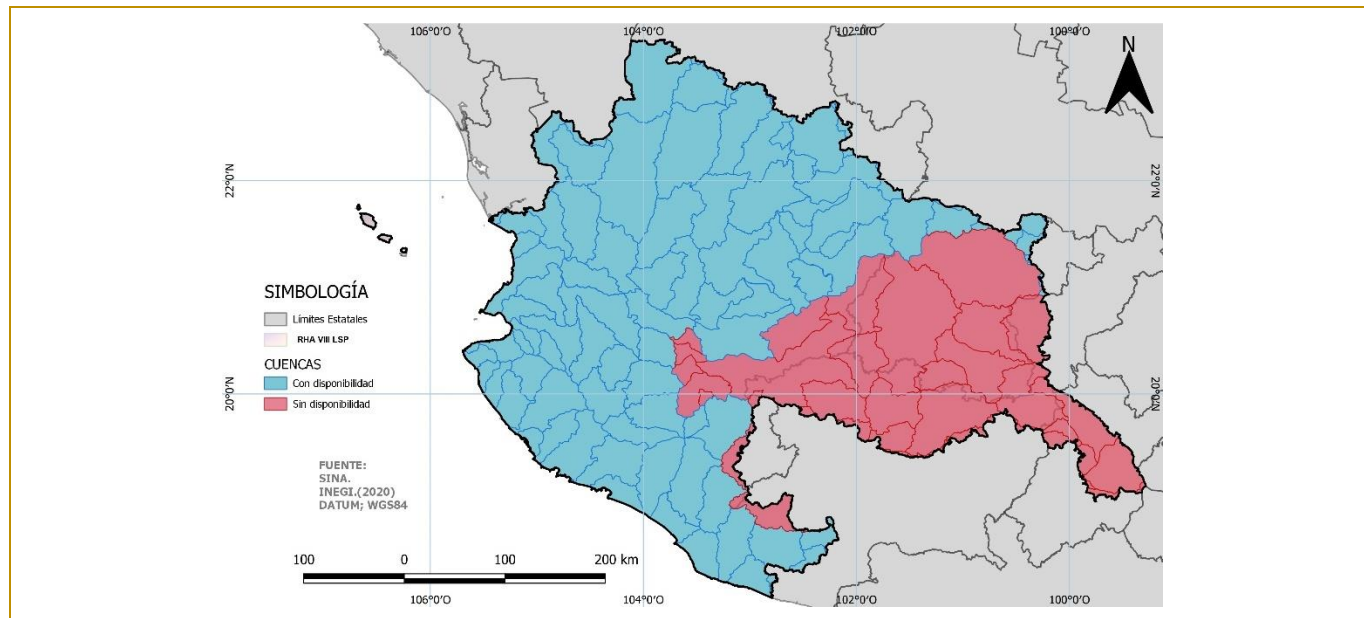 106°0'O 104°0'O 102°0'O 100°0'O
N
22°0'N 22°0'N
SIMBOLOGÍA
Límites Estatales
RHA VIII LSP
CUENCAS
Con disponibilidad
Sin disponibilidad
20°0'N 20°0'N
FUENTE:
SINA.
INEGI.(2020)
DATUM; WGS84
100 0 100 200 km
106°0'O 104°0'O 102°0'O 100°0'O